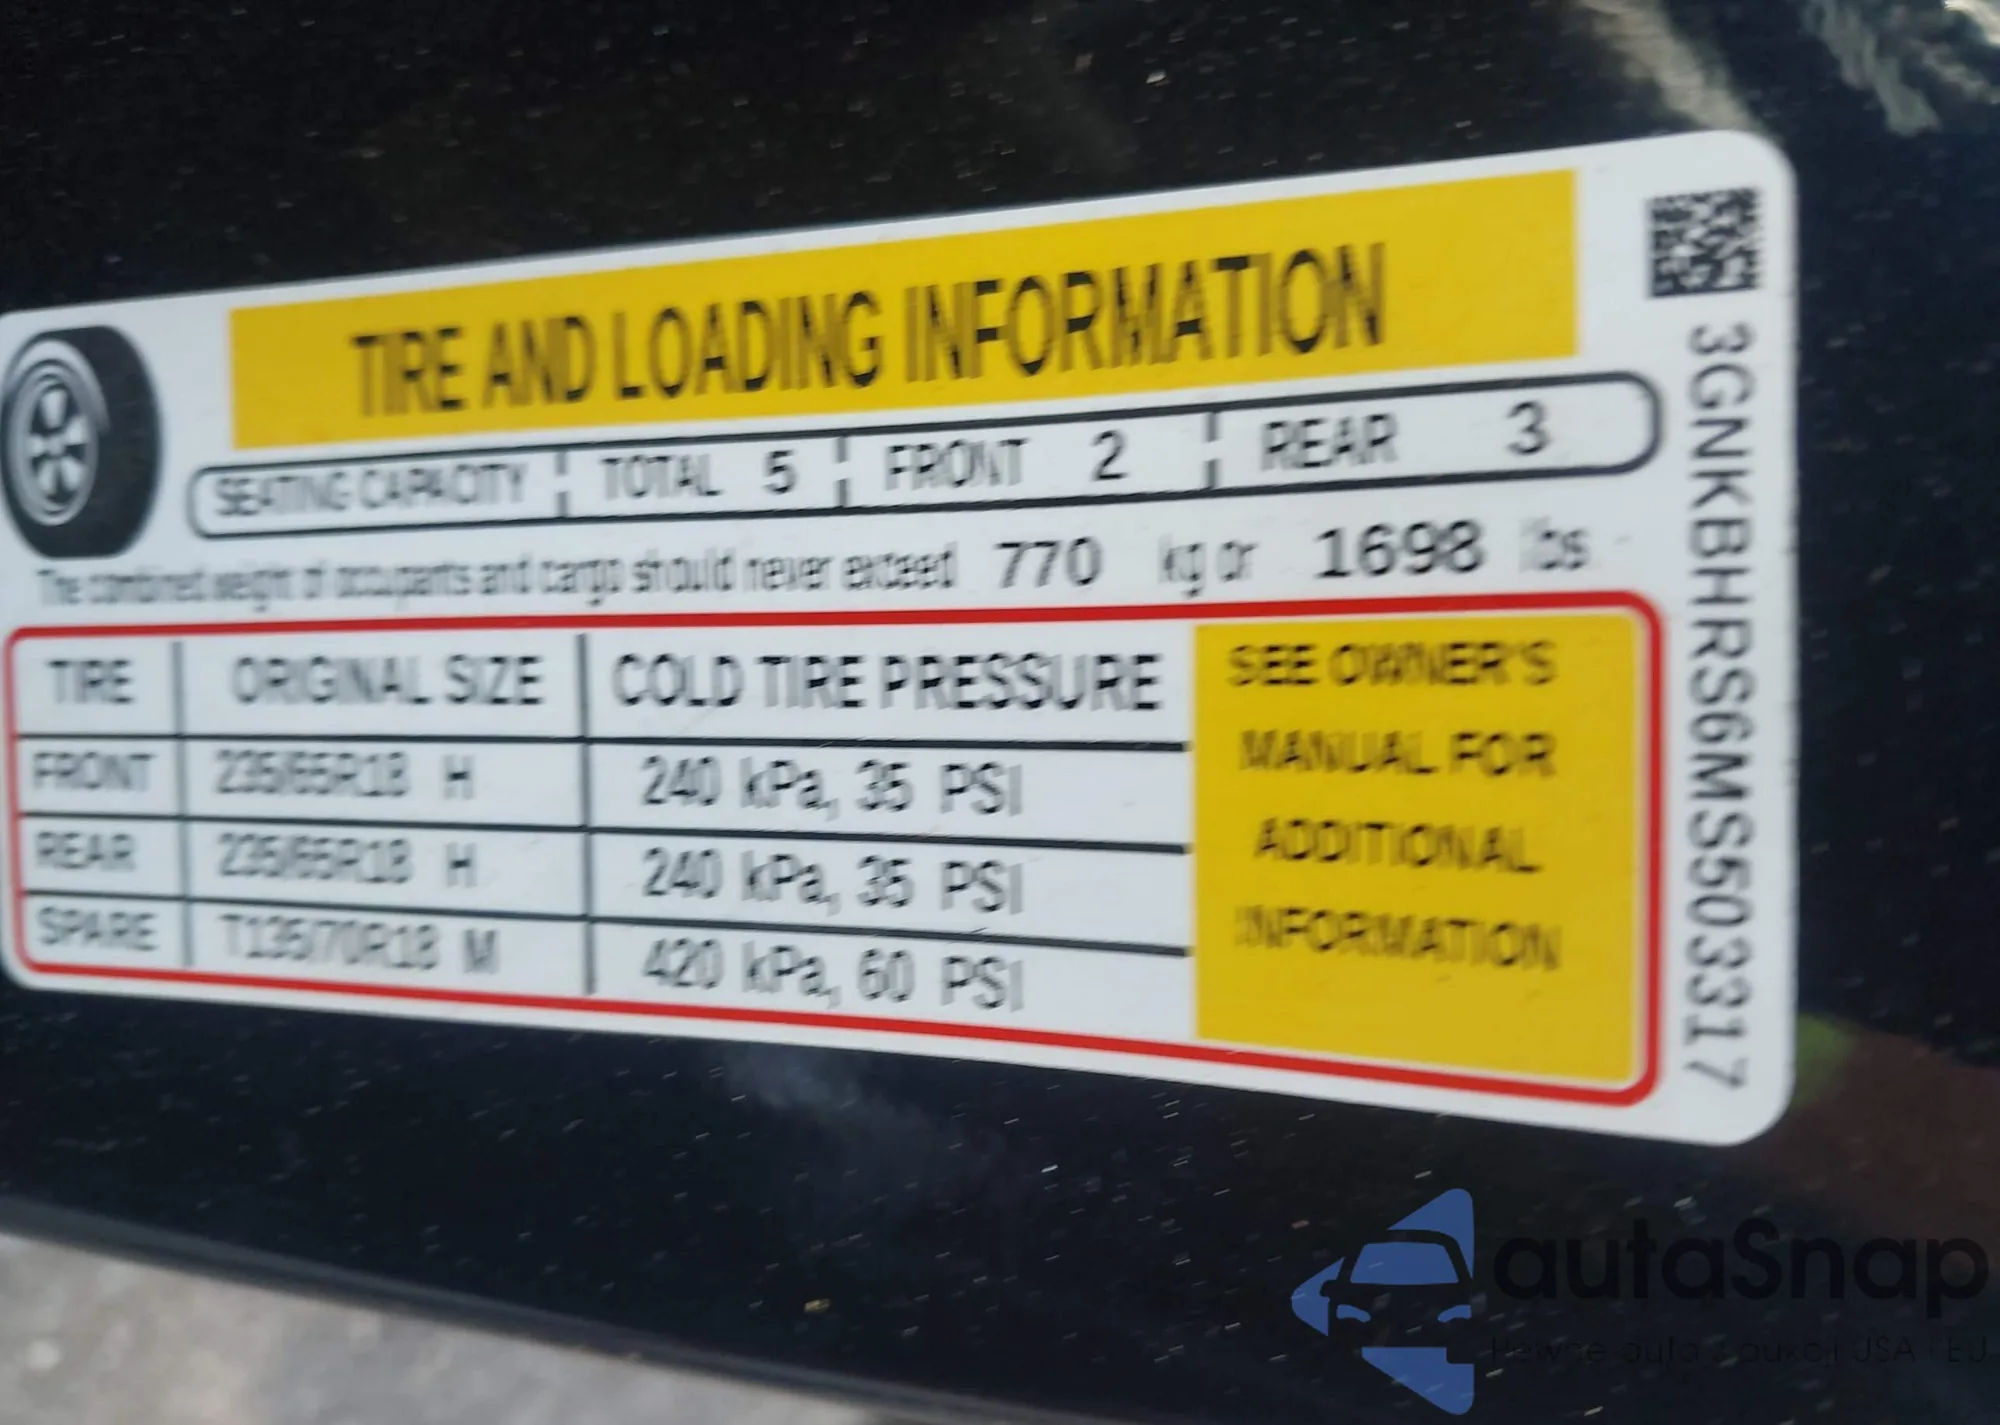 TIRE AND LOADING INFORMATION
SEATING CAPACITY TOTAL 5 FRONT 2 REAR 3
The combined weight of occupants and cargo should never exceed 770 kg or 1698 lbs
TIRE ORIGINAL SIZE COLD TIRE PRESSURE
FRONT 235/65R18 H 240 kPa, 35 PSI
REAR 235/65R18 H 240 kPa, 35 PSI
SPARE T135/70R18 M 420 kPa, 60 PSI
SEE OWNER'S
MANUAL FOR
ADDITIONAL
INFORMATION
3GNKBHRS6MS503317
autaSnap